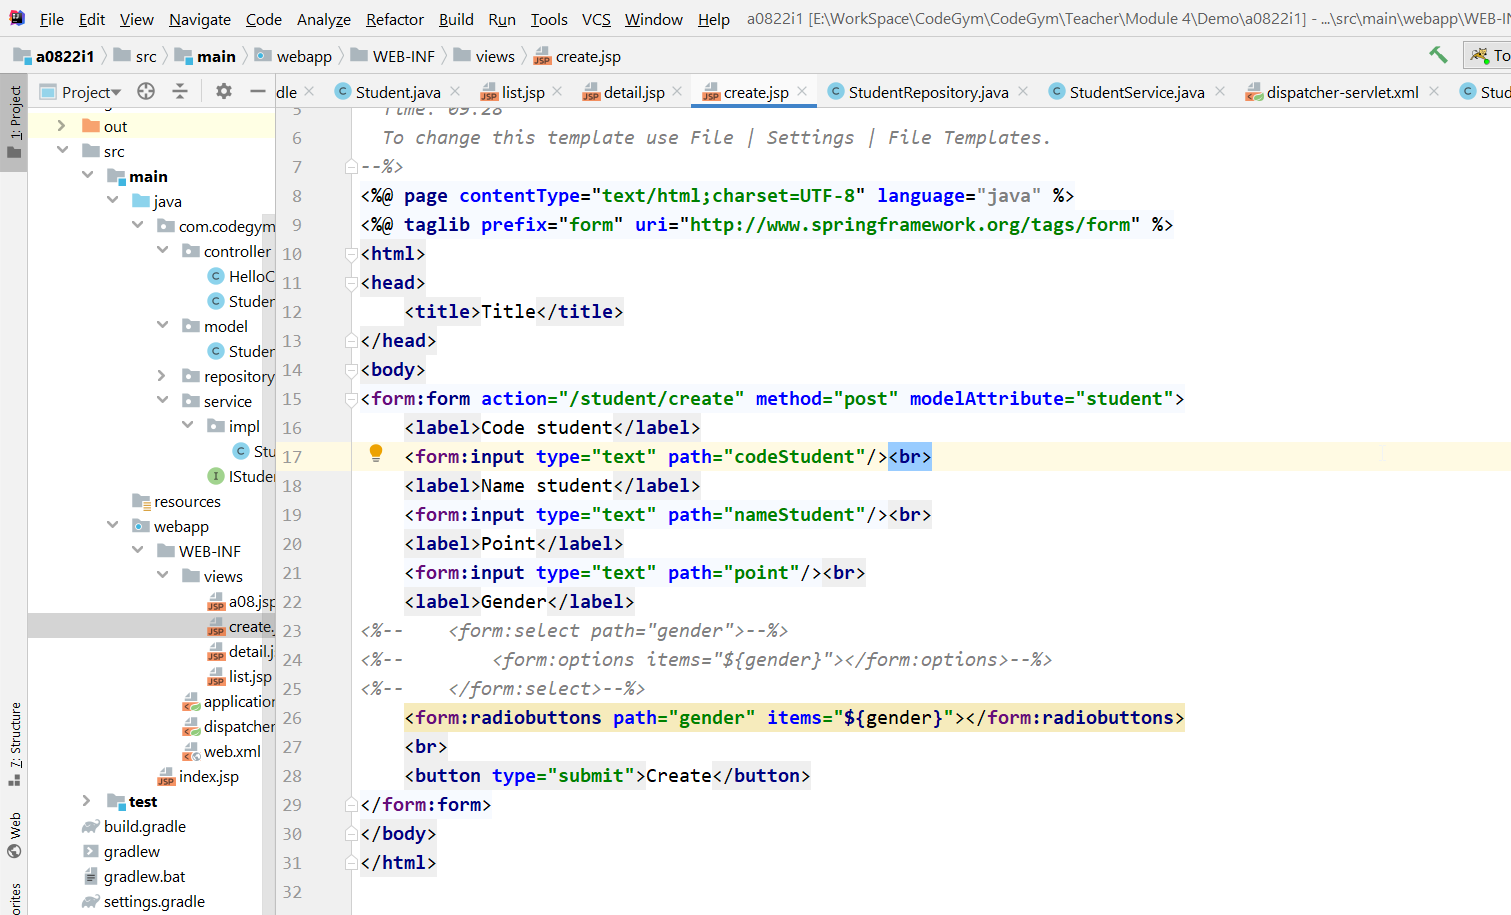 File Edit View Navigate Code Analyze Refactor Build Run Tools VCS Window Help a0822i1 [E:\WorkSpace\CodeGym\CodeGym\Teacher\Module 4\Demo\a0822i1] - ...\src\main\webapp\WEB-IN
a0822i1 src main webapp WEB-INF views create.jsp To
1: Project
Project
dle Student.java list.jsp detail.jsp create.jsp StudentRepository.java StudentService.java dispatcher-servlet.xml Stud
out
src
main
java
com.codegym
controller
HelloC
Studen
model
Studen
repository
service
impl
Stu
IStuden
resources
webapp
WEB-INF
views
a08.jsp
create.
detail.j
list.jsp
application
dispatcher
web.xml
index.jsp
test
build.gradle
gradlew
gradlew.bat
settings.gradle
7: Structure
Web
orites
5 Time: 09:28
6 To change this template use File | Settings | File Templates.
7 --%>
8 <%@ page contentType="text/html;charset=UTF-8" language="java" %>
9 <%@ taglib prefix="form" uri="http://www.springframework.org/tags/form" %>
10 <html>
11 <head>
12 <title>Title</title>
13 </head>
14 <body>
15 <form:form action="/student/create" method="post" modelAttribute="student">
16 <label>Code student</label>
17 <form:input type="text" path="codeStudent"/><br>
18 <label>Name student</label>
19 <form:input type="text" path="nameStudent"/><br>
20 <label>Point</label>
21 <form:input type="text" path="point"/><br>
22 <label>Gender</label>
23 <%-- <form:select path="gender">--%>
24 <%-- <form:options items="${gender}"></form:options>--%>
25 <%-- </form:select>--%>
26 <form:radiobuttons path="gender" items="${gender}"></form:radiobuttons>
27 <br>
28 <button type="submit">Create</button>
29 </form:form>
30 </body>
31 </html>
32